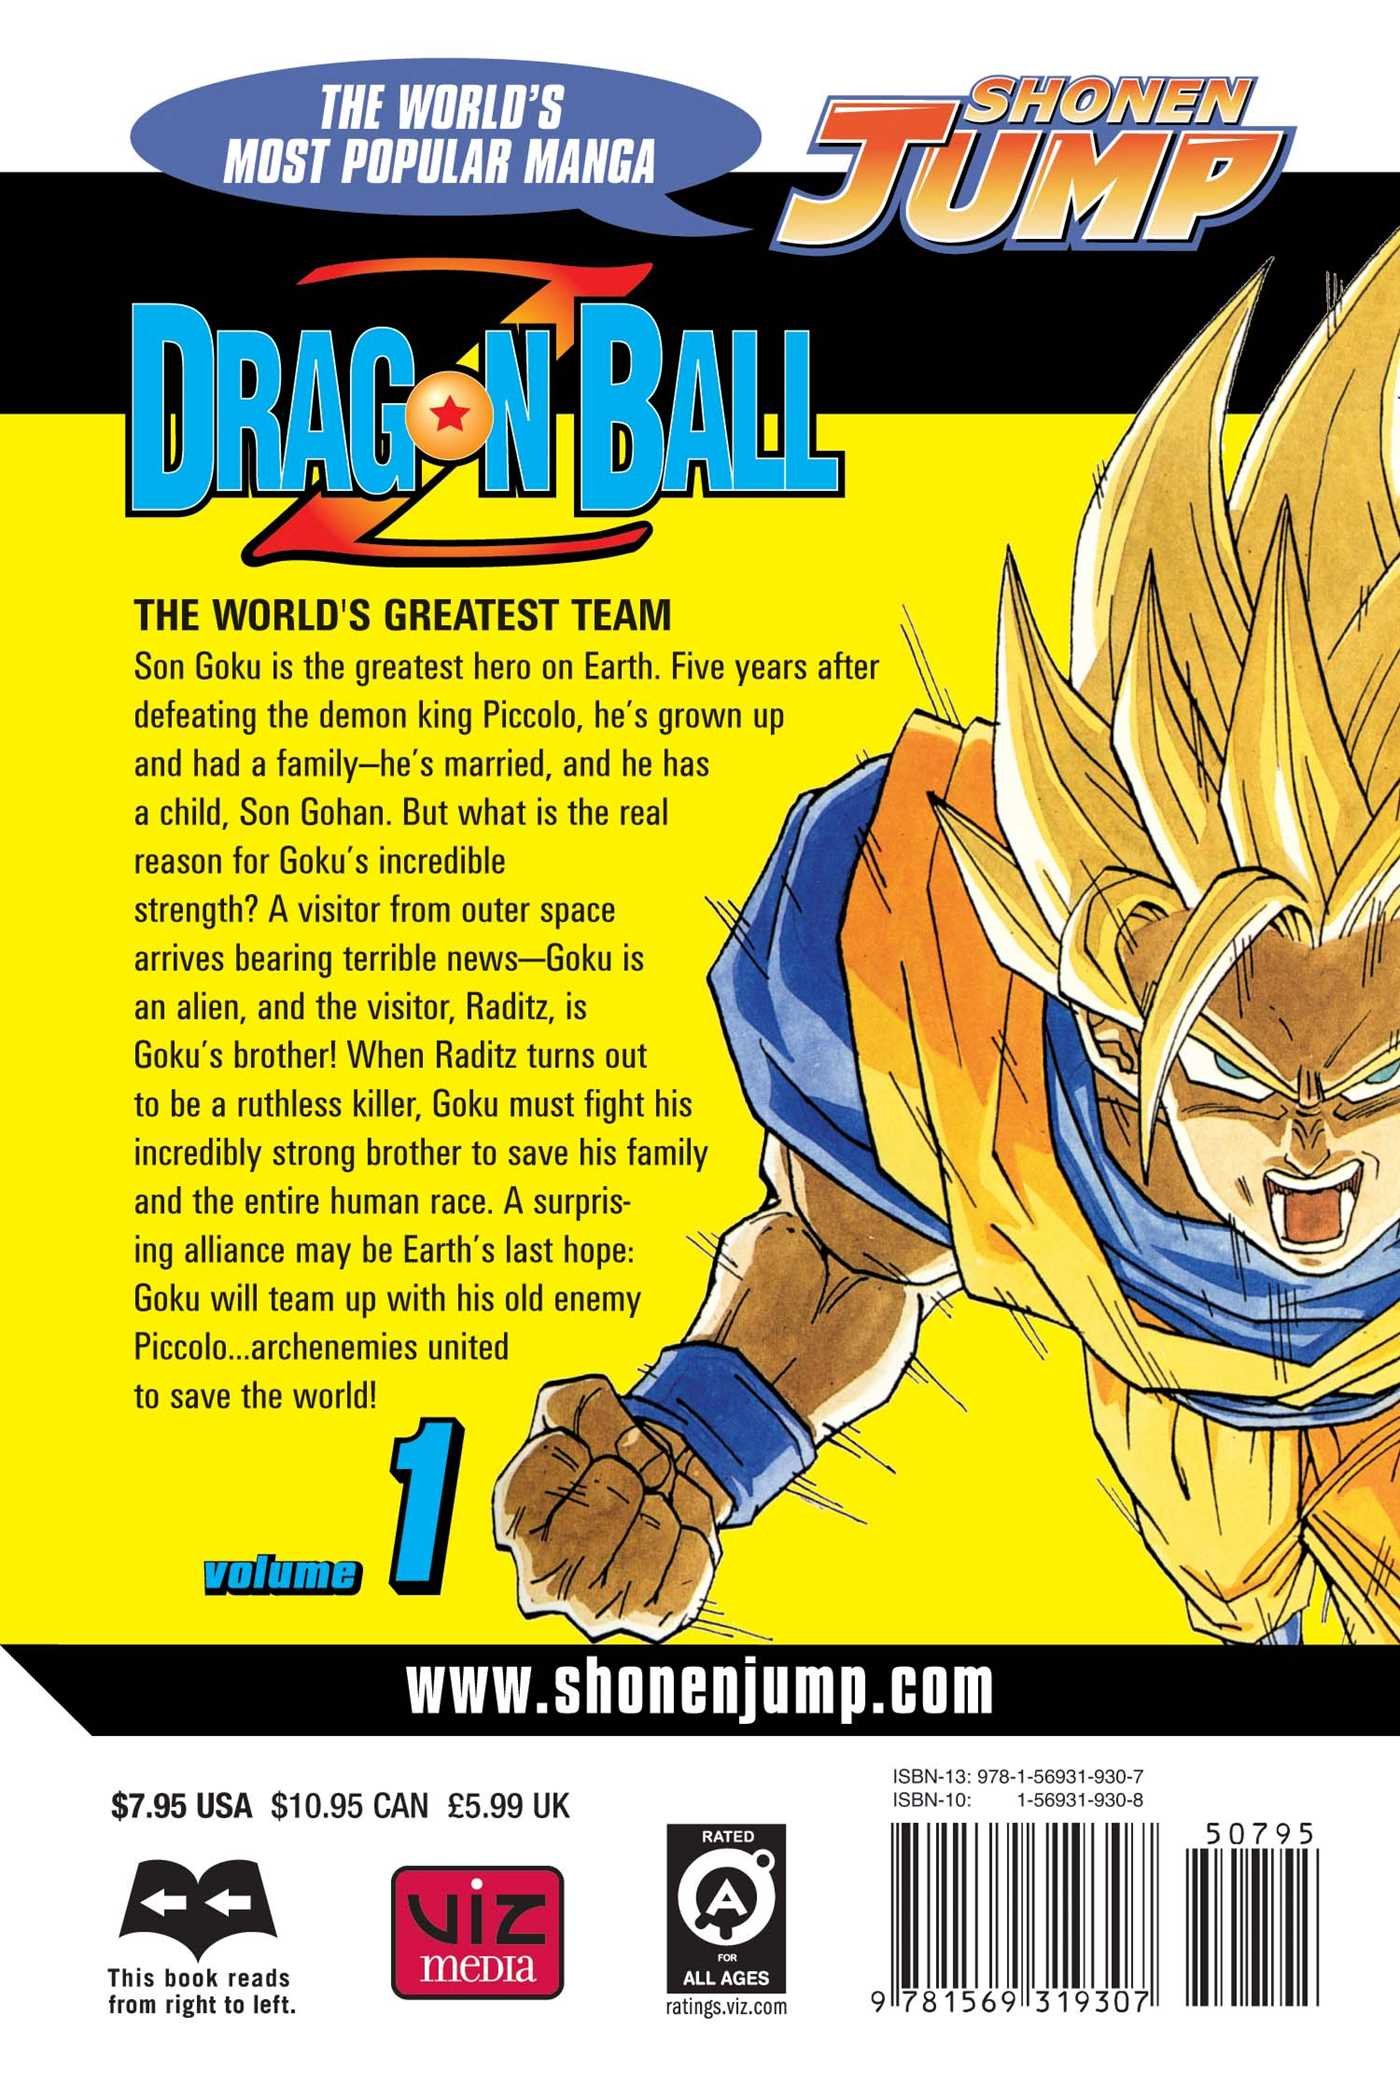 THE WORLD'S
MOST POPULAR MANGA
SHONEN
JUMP
DRAGON BALL
Z
THE WORLD'S GREATEST TEAM
Son Goku is the greatest hero on Earth. Five years after
defeating the demon king Piccolo, he's grown up
and had a family—he's married, and he has
a child, Son Gohan. But what is the real
reason for Goku's incredible
strength? A visitor from outer space
arrives bearing terrible news—Goku is
an alien, and the visitor, Raditz, is
Goku's brother! When Raditz turns out
to be a ruthless killer, Goku must fight his
incredibly strong brother to save his family
and the entire human race. A surpris-
ing alliance may be Earth's last hope:
Goku will team up with his old enemy
Piccolo...archenemies united
to save the world!
volume 1
www.shonenjump.com
$7.95 USA $10.95 CAN £5.99 UK
This book reads
from right to left.
VIZ
MEDIA
RATED
A
FOR
ALL AGES
ratings.viz.com
ISBN-13: 978-1-56931-930-7
ISBN-10: 1-56931-930-8
50795
9 781569 319307